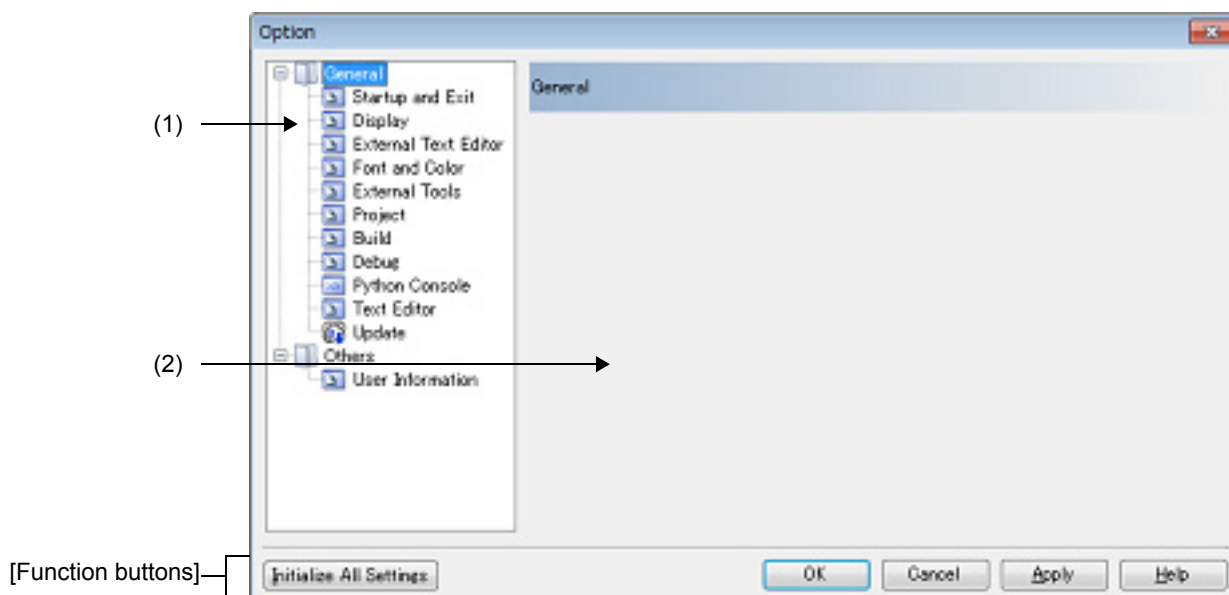 Option
General
Startup and Exit
Display
External Text Editor
Font and Color
External Tools
Project
Build
Debug
Python Console
Text Editor
Update
Others
User Information
General
(1)
(2)
[Function buttons]
Initialize All Settings
OK
Cancel
Apply
Help